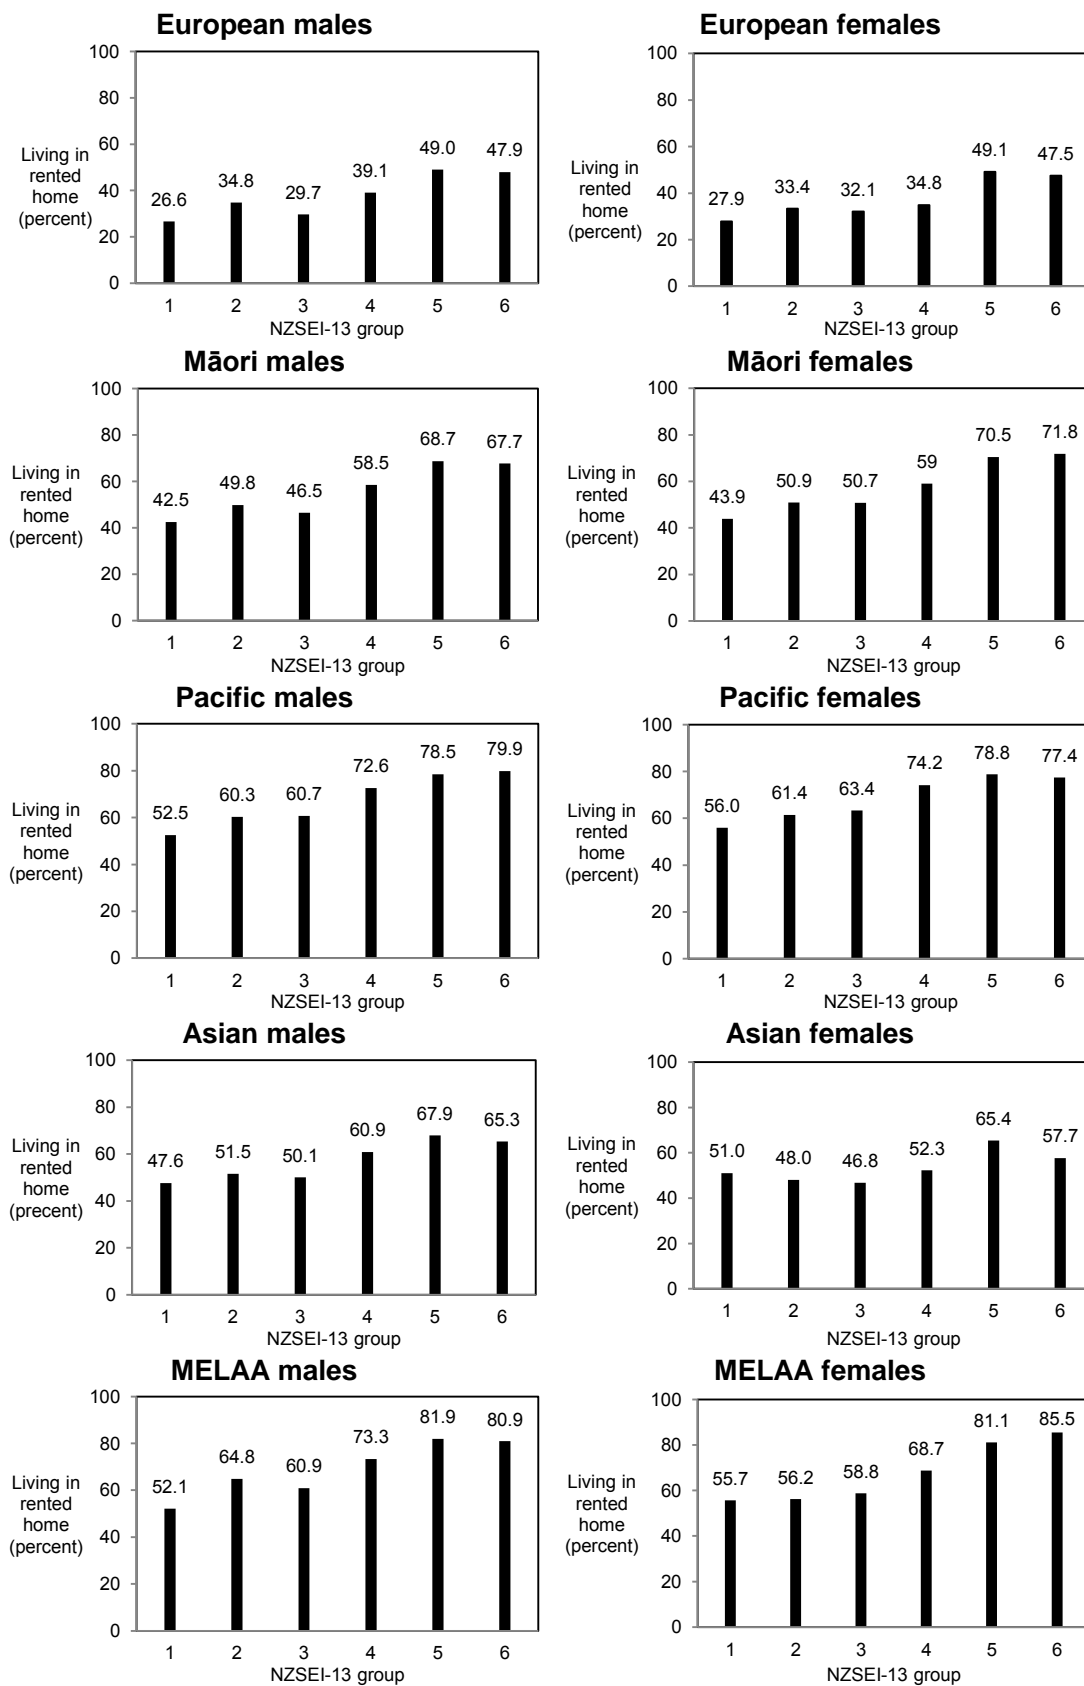 European males
100
80
60
40
20
0
Living in
rented
home
(percent)
26.6
34.8
29.7
39.1
49.0
47.9
1 2 3 4 5 6
NZSEI-13 group
European females
100
80
60
40
20
0
Living in
rented
home
(percent)
27.9
33.4
32.1
34.8
49.1
47.5
1 2 3 4 5 6
NZSEI-13 group
Māori males
100
80
60
40
20
0
Living in
rented
home
(percent)
42.5
49.8
46.5
58.5
68.7
67.7
1 2 3 4 5 6
NZSEI-13 group
Māori females
100
80
60
40
20
0
Living in
rented
home
(percent)
43.9
50.9
50.7
59
70.5
71.8
1 2 3 4 5 6
NZSEI-13 group
Pacific males
100
80
60
40
20
0
Living in
rented
home
(percent)
52.5
60.3
60.7
72.6
78.5
79.9
1 2 3 4 5 6
NZSEI-13 group
Pacific females
100
80
60
40
20
0
Living in
rented
home
(percent)
56.0
61.4
63.4
74.2
78.8
77.4
1 2 3 4 5 6
NZSEI-13 group
Asian males
100
80
60
40
20
0
Living in
rented
home
(precent)
47.6
51.5
50.1
60.9
67.9
65.3
1 2 3 4 5 6
NZSEI-13 group
Asian females
100
80
60
40
20
0
Living in
rented
home
(percent)
51.0
48.0
46.8
52.3
65.4
57.7
1 2 3 4 5 6
NZSEI-13 group
MELAA males
100
80
60
40
20
0
Living in
rented
home
(percent)
52.1
64.8
60.9
73.3
81.9
80.9
1 2 3 4 5 6
NZSEI-13 group
MELAA females
100
80
60
40
20
0
Living in
rented
home
(percent)
55.7
56.2
58.8
68.7
81.1
85.5
1 2 3 4 5 6
NZSEI-13 group